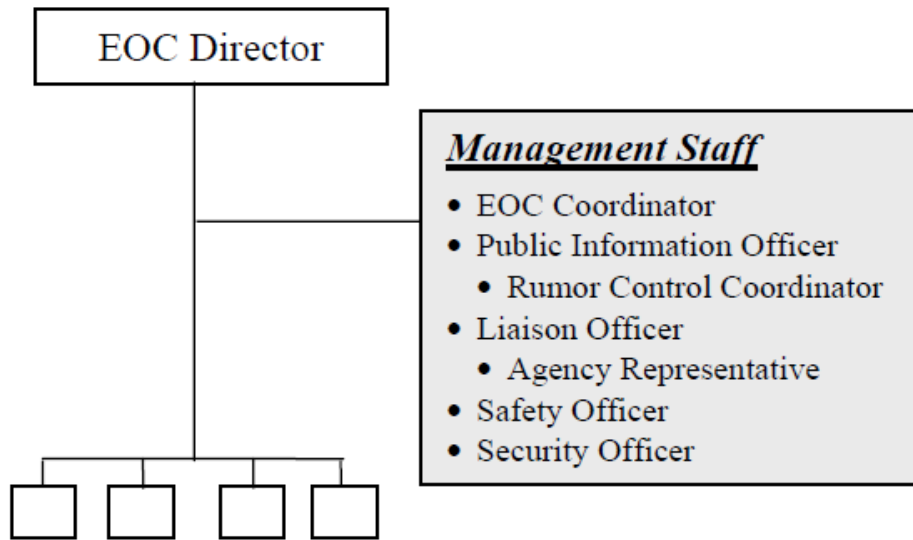 EOC Director
Management Staff
• EOC Coordinator
• Public Information Officer
• Rumor Control Coordinator
• Liaison Officer
• Agency Representative
• Safety Officer
• Security Officer